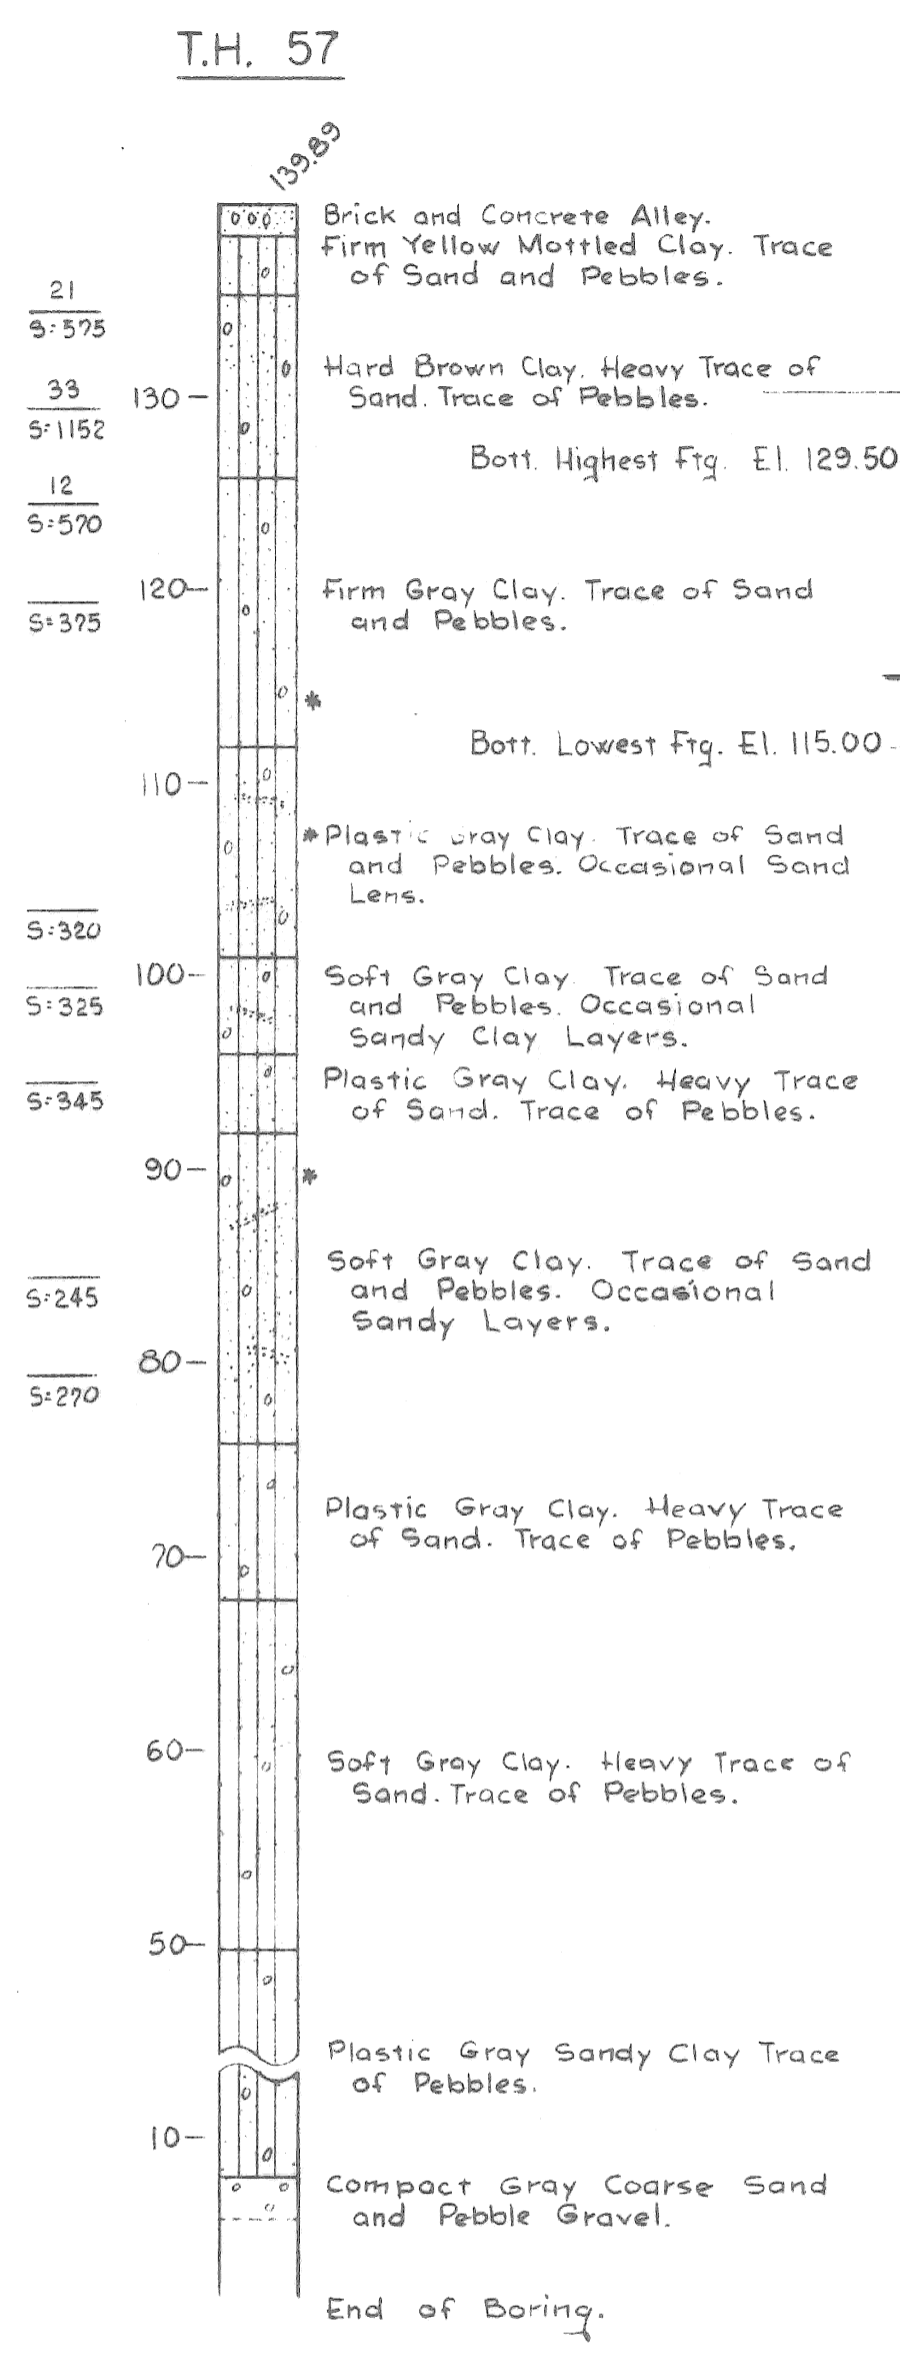 T.H. 57
139.89
Brick and Concrete Alley.
Firm Yellow Mottled Clay. Trace
of Sand and Pebbles.
21
S=575
Hard Brown Clay. Heavy Trace of
33
130
Sand. Trace of Pebbles.
S=1152
Bott. Highest Ftg. El. 129.50
12
S=570
120
Firm Gray Clay. Trace of Sand
S=375
and Pebbles.
*
Bott. Lowest Ftg. El. 115.00
110
*Plastic Gray Clay. Trace of Sand
and Pebbles. Occasional Sand
Lens.
S=320
100
Soft Gray Clay. Trace of Sand
S=325
and Pebbles. Occasional
Sandy Clay Layers.
Plastic Gray Clay. Heavy Trace
S=345
of Sand. Trace of Pebbles.
90
*
Soft Gray Clay. Trace of Sand
S=245
and Pebbles. Occasional
Sandy Layers.
80
S=270
Plastic Gray Clay. Heavy Trace
of Sand. Trace of Pebbles.
70
60
Soft Gray Clay. Heavy Trace of
Sand. Trace of Pebbles.
50
Plastic Gray Sandy Clay Trace
of Pebbles.
10
Compact Gray Coarse Sand
and Pebble Gravel.
End of Boring.